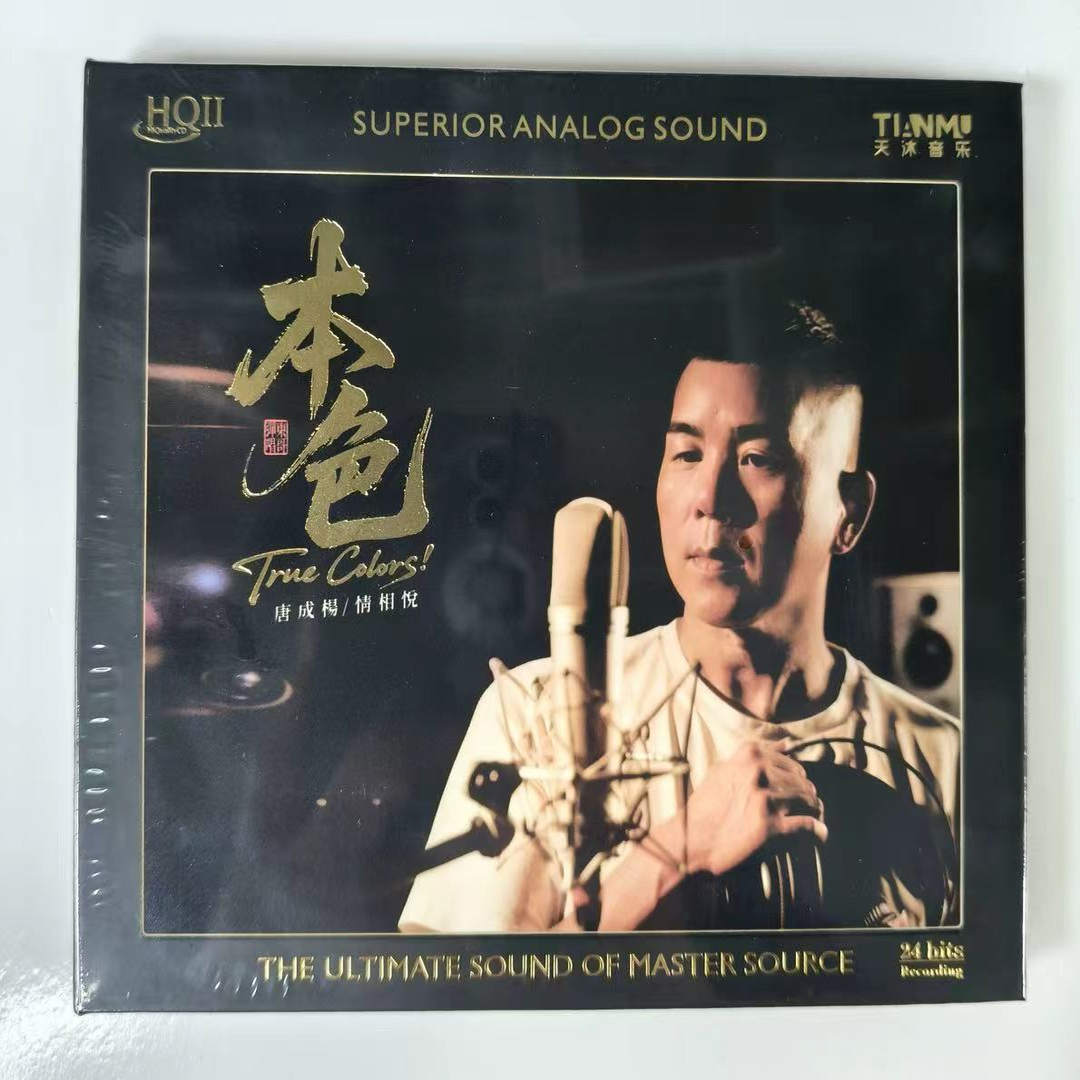 HQII
HiQualityCD
SUPERIOR ANALOG SOUND
TIANMU
天沐音乐
本色
True Colors!
唐成楊/情相悅
THE ULTIMATE SOUND OF MASTER SOURCE
24 bits
Recording